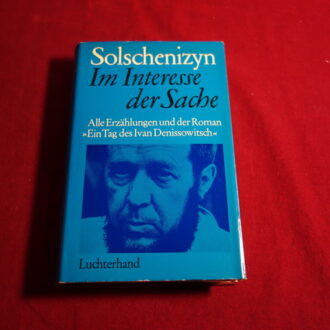 Solschenizyn
Im Interesse
der Sache
Alle Erzählungen und der Roman
»Ein Tag des Ivan Denissowitsch«
Luchterhand